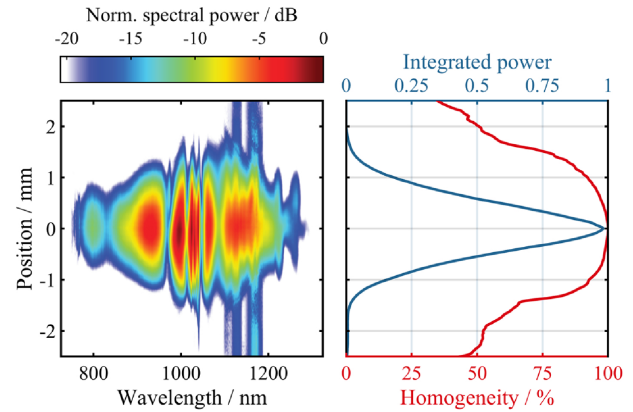 Norm. spectral power / dB
-20 -15 -10 -5 0
Integrated power
0 0.25 0.5 0.75 1
2
1
0
-1
-2
Position / mm
800 1000 1200
Wavelength / nm
0 25 50 75 100
Homogeneity / %